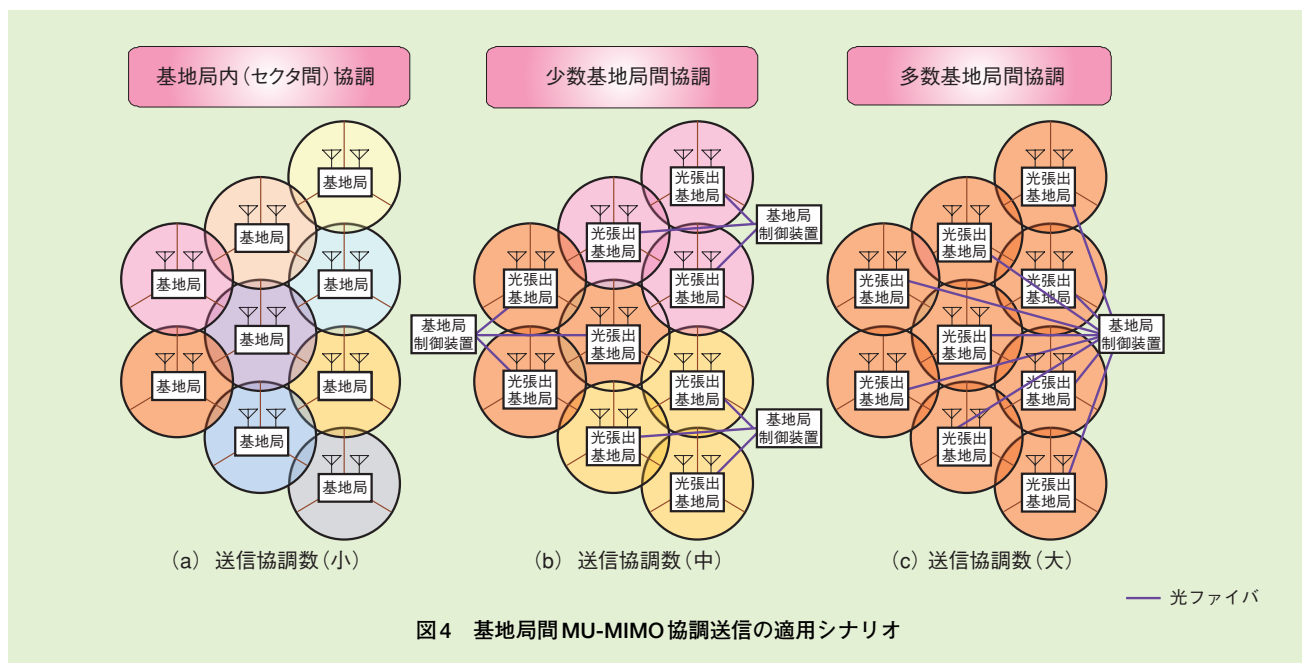 基地局内（セクタ間）協調
基地局
基地局
基地局
基地局
基地局
基地局
基地局
基地局
基地局
（a） 送信協調数（小）
少数基地局間協調
光張出
基地局
光張出
基地局
基地局
制御装置
光張出
基地局
光張出
基地局
光張出
基地局
基地局
制御装置
光張出
基地局
光張出
基地局
基地局
制御装置
光張出
基地局
光張出
基地局
（b） 送信協調数（中）
多数基地局間協調
光張出
基地局
光張出
基地局
光張出
基地局
光張出
基地局
基地局
制御装置
光張出
基地局
光張出
基地局
光張出
基地局
光張出
基地局
光張出
基地局
（c） 送信協調数（大）
光ファイバ
図4 基地局間MU-MIMO協調送信の適用シナリオ